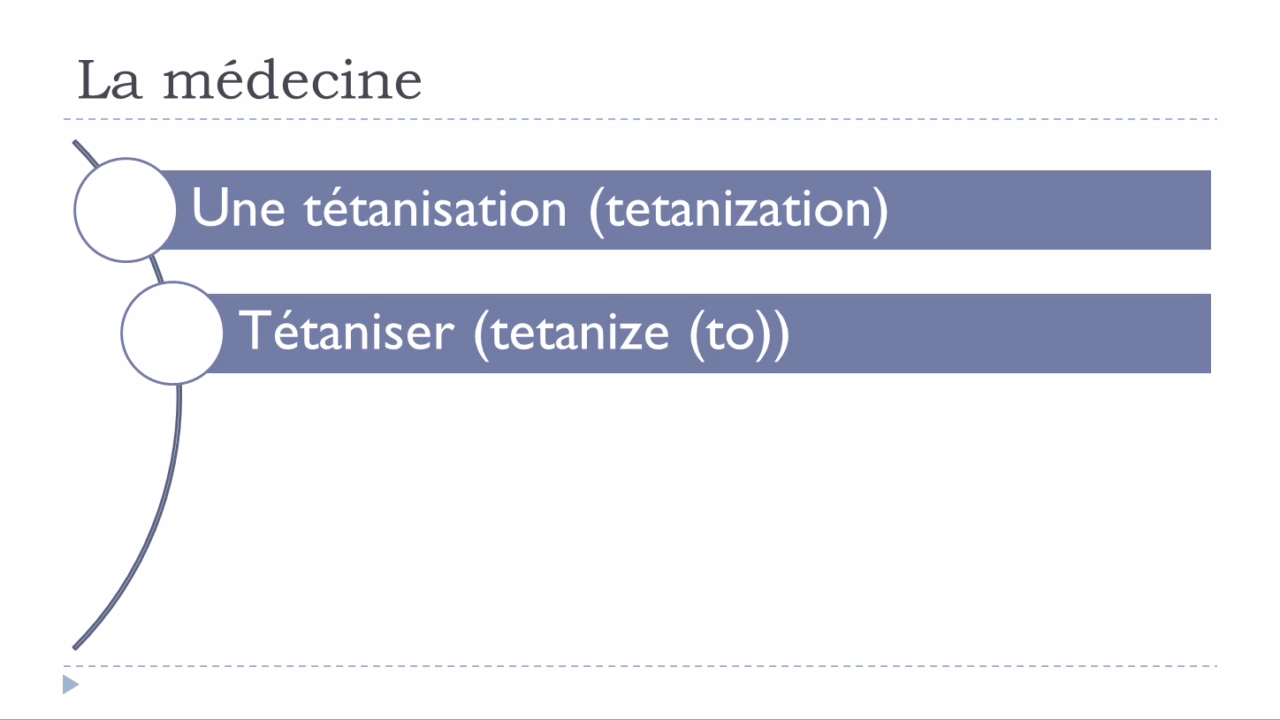 La médecine
Une tétanisation (tetanization)
Tétaniser (tetanize (to))